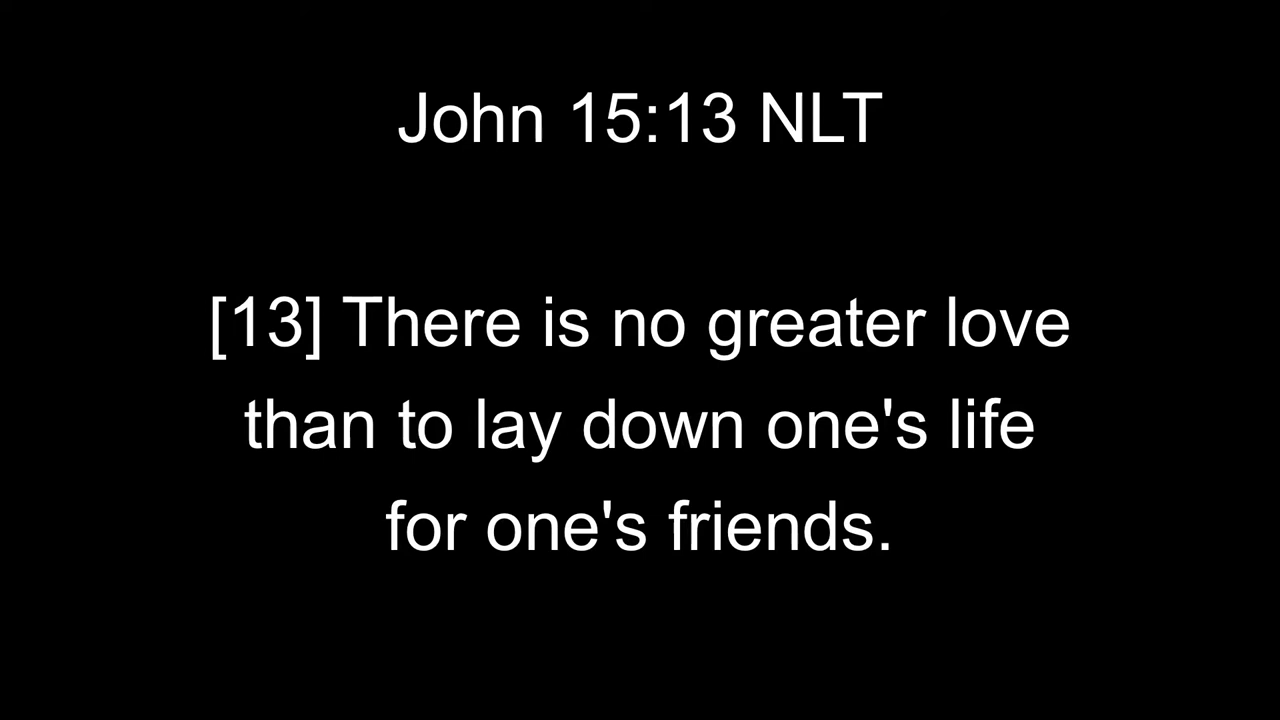 John 15:13 NLT
[13] There is no greater love
than to lay down one's life
for one's friends.